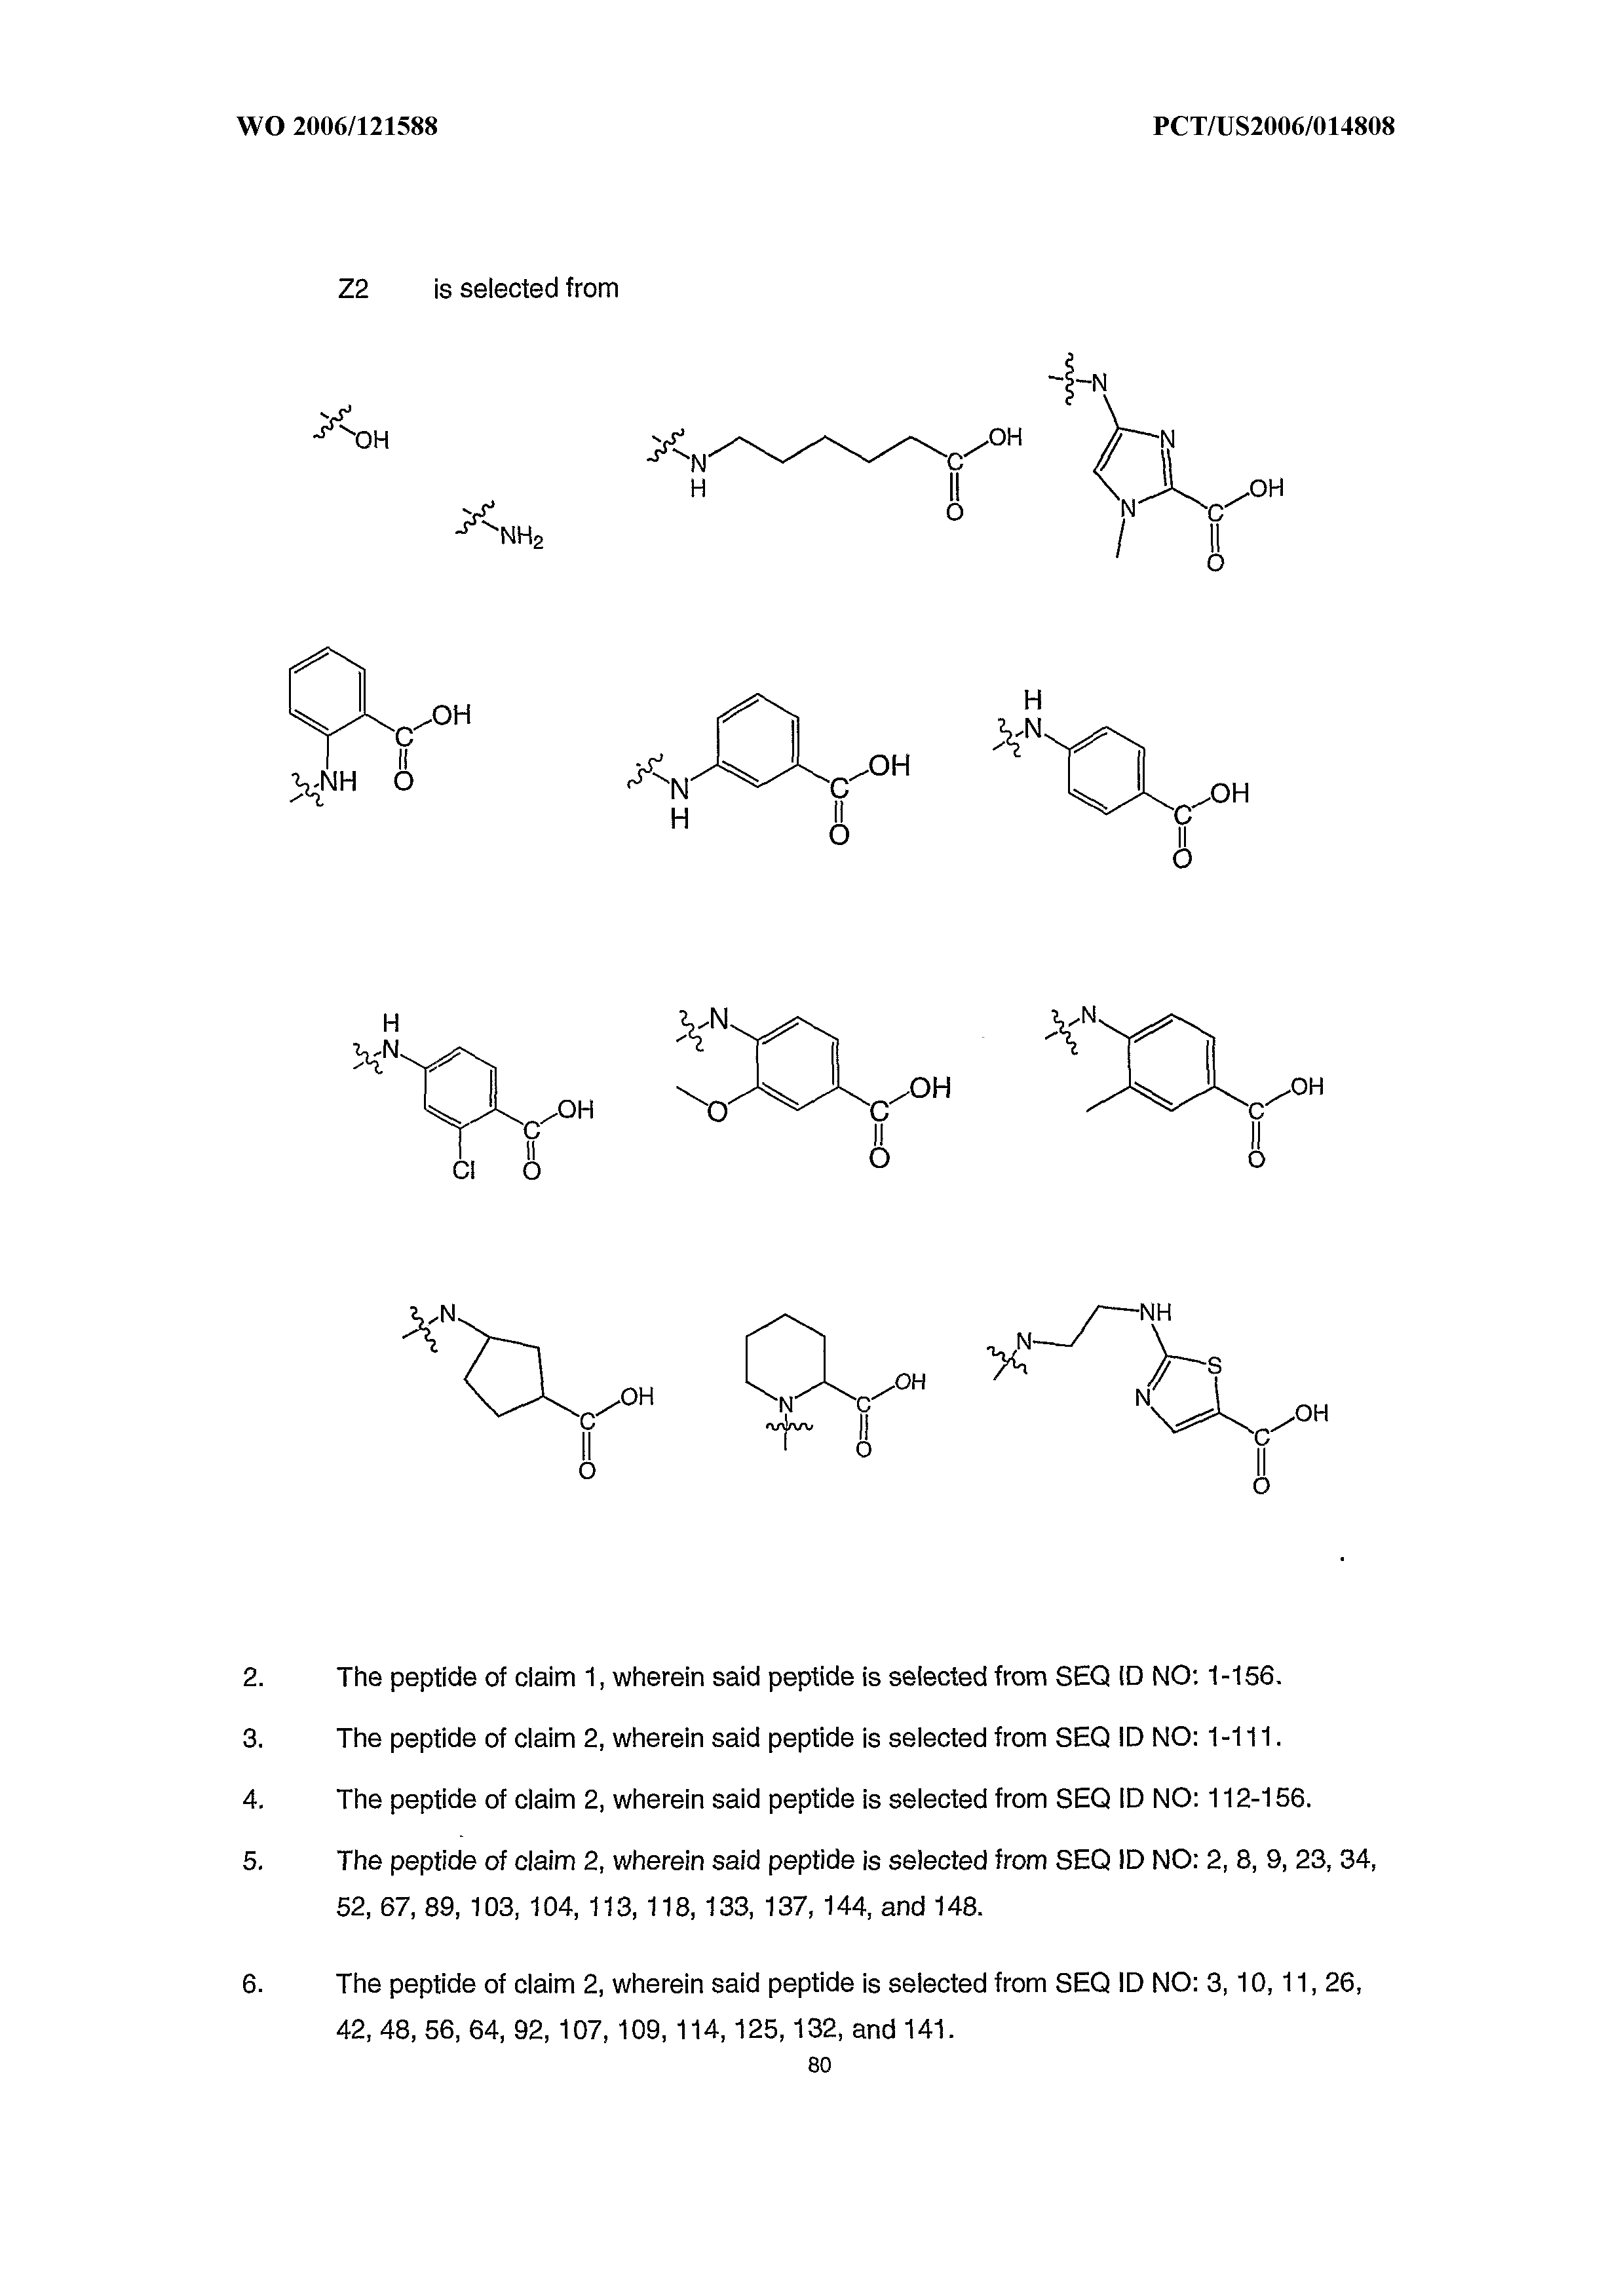 WO 2006/121588 PCT/US2006/014808
Z2 is selected from
N
OH
N
OH
N
H
C
OH
O
N
C
OH
O
NH2
OH
C
OH
O
NH
H
N
C
OH
O
N
H
C
OH
O
H
N
C
OH
O
Cl
N
O
C
OH
O
N
C
OH
O
N
C
OH
O
N
C
OH
O
N
NH
S
N
C
OH
O
2. The peptide of claim 1, wherein said peptide is selected from SEQ ID NO: 1-156.
3. The peptide of claim 2, wherein said peptide is selected from SEQ ID NO: 1-111.
4. The peptide of claim 2, wherein said peptide is selected from SEQ ID NO: 112-156.
5. The peptide of claim 2, wherein said peptide is selected from SEQ ID NO: 2, 8, 9, 23, 34,
52, 67, 89, 103, 104, 113, 118, 133, 137, 144, and 148.
6. The peptide of claim 2, wherein said peptide is selected from SEQ ID NO: 3, 10, 11, 26,
42, 48, 56, 64, 92, 107, 109, 114, 125, 132, and 141.
80